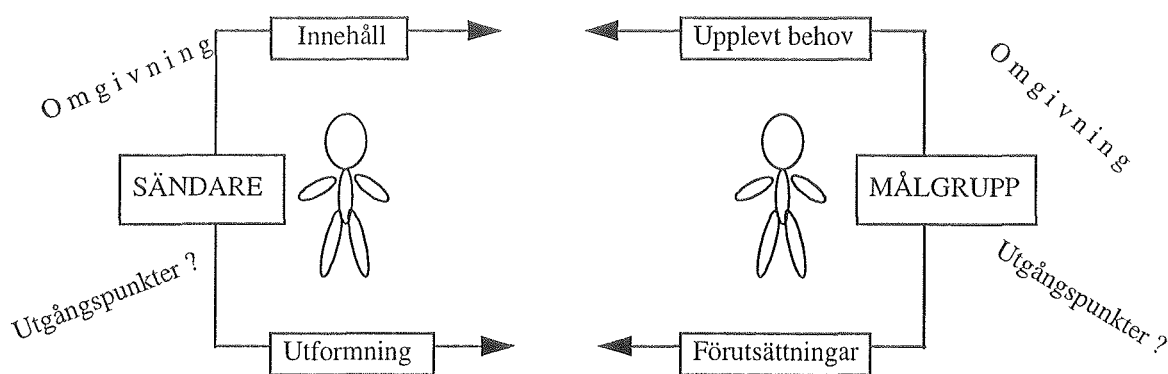 Innehåll
Upplevt behov
Omgivning
Omgivning
SÄNDARE
MÅLGRUPP
Utgångspunkter ?
Utgångspunkter ?
Utformning
Förutsättningar